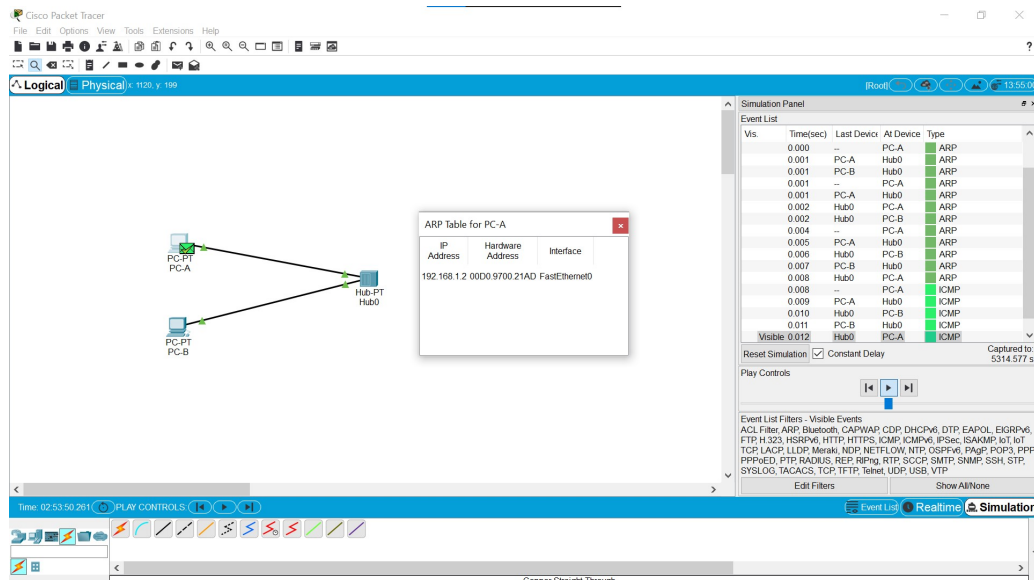 Cisco Packet Tracer
File Edit Options View Tools Extensions Help
?
Logical Physical x: 1120, y: 199 [Root] 13:55:00
Simulation Panel
Event List
Vis. Time(sec) Last Device At Device Type
0.000 -- PC-A ARP
0.001 PC-A Hub0 ARP
0.001 PC-B Hub0 ARP
0.001 -- PC-A ARP
0.001 PC-A Hub0 ARP
0.002 Hub0 PC-A ARP
0.002 Hub0 PC-B ARP
0.004 -- PC-A ARP
0.005 PC-A Hub0 ARP
0.006 Hub0 PC-B ARP
0.007 PC-B Hub0 ARP
0.008 Hub0 PC-A ARP
0.008 -- PC-A ICMP
0.009 PC-A Hub0 ICMP
0.010 Hub0 PC-B ICMP
0.011 PC-B Hub0 ICMP
Visible 0.012 Hub0 PC-A ICMP
Reset Simulation Constant Delay Captured to:
5314.577 s
Play Controls
Event List Filters - Visible Events
ACL Filter, ARP, Bluetooth, CAPWAP, CDP, DHCPv6, DTP, EAPOL, EIGRPv6,
FTP, H.323, HSRPv6, HTTP, HTTPS, ICMP, ICMPv6, IPSec, ISAKMP, IoT, IoT
TCP, LACP, LLDP, Meraki, NDP, NETFLOW, NTP, OSPFv6, PAgP, POP3, PPP
PPPoED, PTP, RADIUS, REP, RIPng, RTP, SCCP, SMTP, SNMP, SSH, STP,
SYSLOG, TACACS, TCP, TFTP, Telnet, UDP, USB, VTP
Edit Filters Show All/None
ARP Table for PC-A
IP
Address Hardware
Address Interface
192.168.1.2 00D0.9700.21AD FastEthernet0
PC-PT
PC-A
Hub-PT
Hub0
PC-PT
PC-B
Time: 02:53:50.261 PLAY CONTROLS: Event List Realtime Simulation